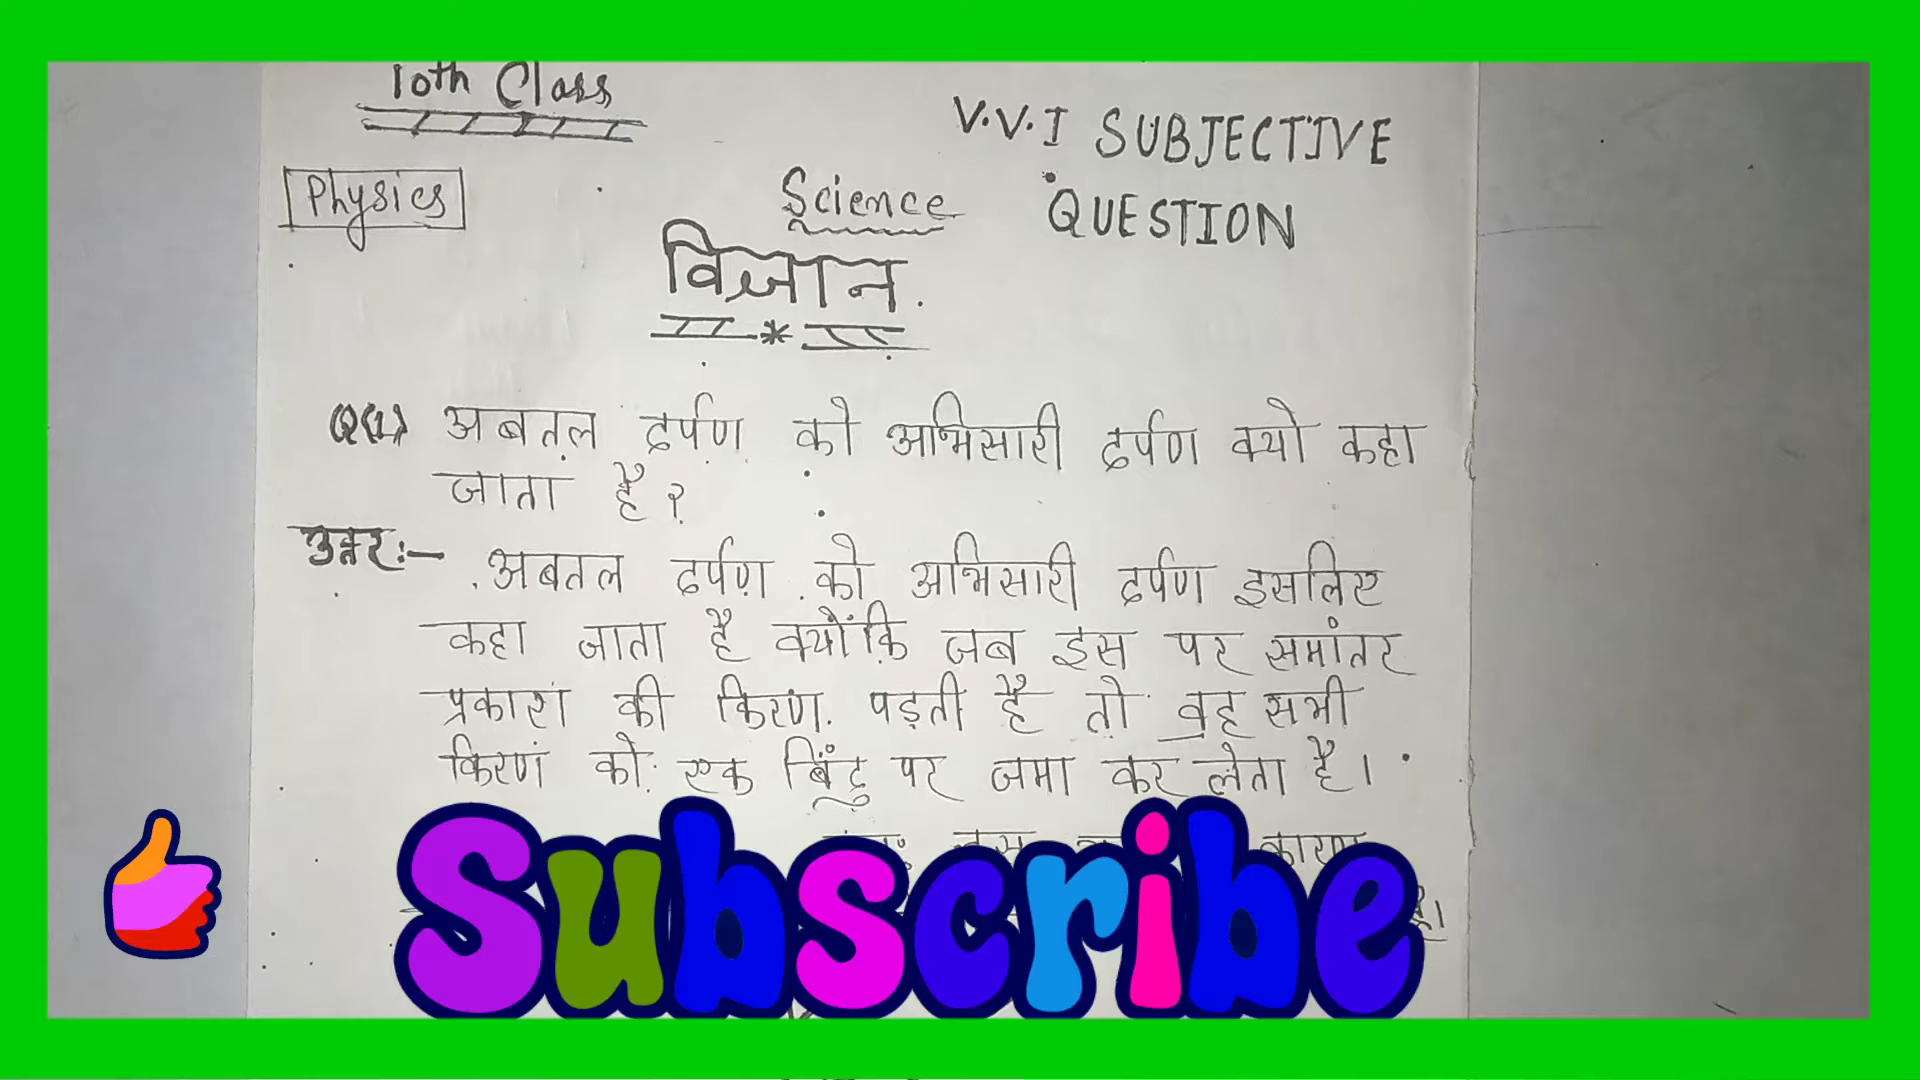 10th Class
V.V.I SUBJECTIVE
QUESTION
Physics
Science
विज्ञान
Q(1) अबतल दर्पण को अभिसारी दर्पण क्यो कहा
जाता है ?
उत्तर:- अबतल दर्पण को अभिसारी दर्पण इसलिए
कहा जाता है क्योंकि जब इस पर समांतर
प्रकाश की किरण पड़ती है तो वह सभी
किरण को एक बिंदु पर जमा कर लेता है।
कारण
Subscribe